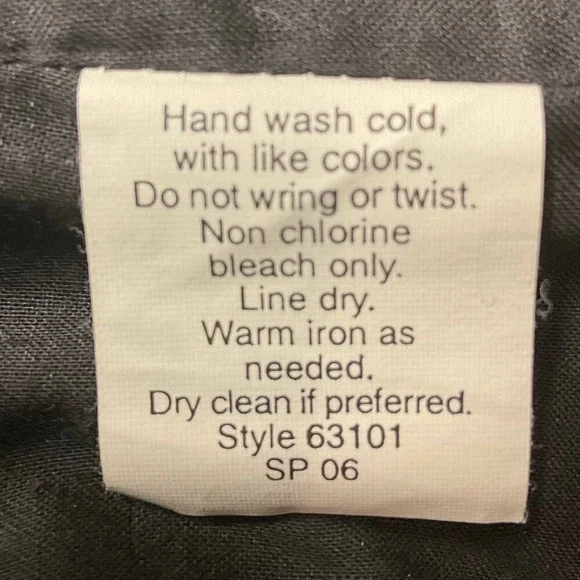 Hand wash cold,
with like colors.
Do not wring or twist.
Non chlorine
bleach only.
Line dry.
Warm iron as
needed.
Dry clean if preferred.
Style 63101
SP 06